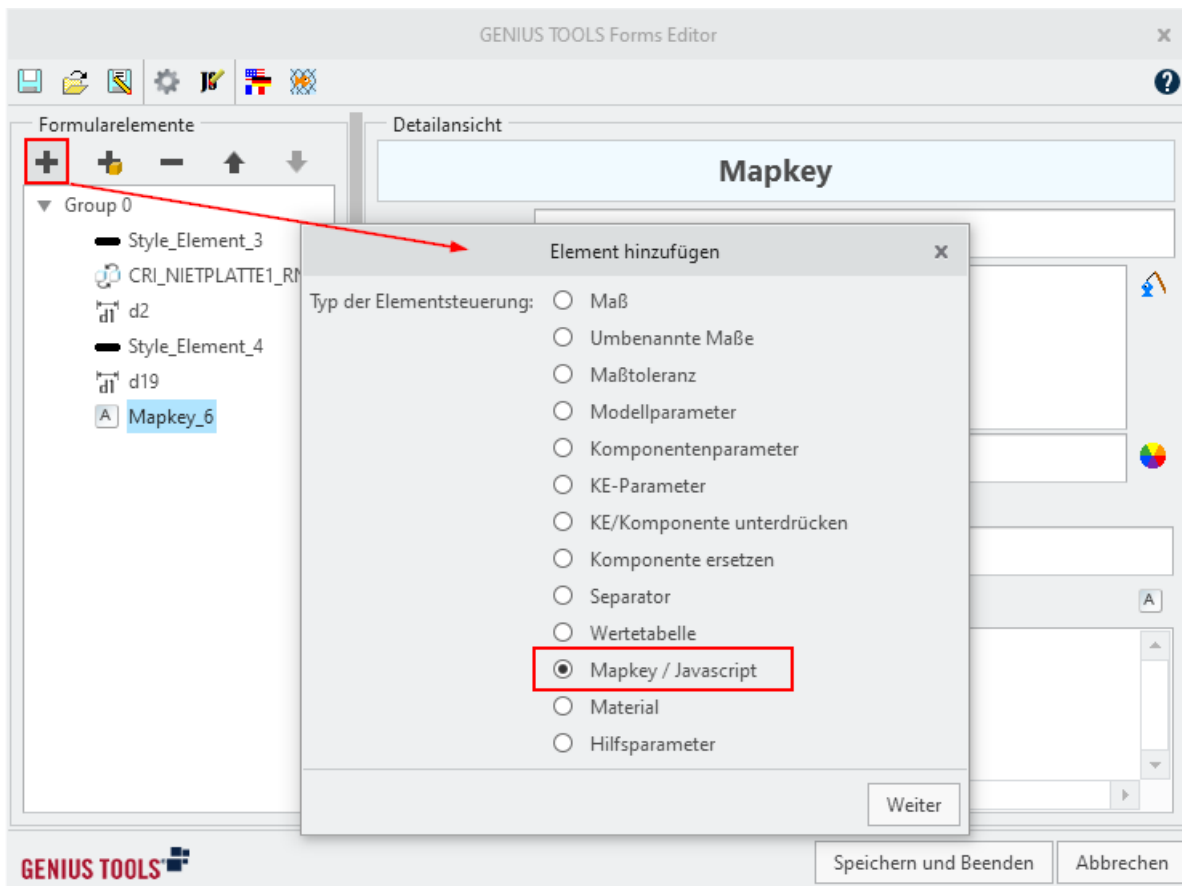 GENIUS TOOLS Forms Editor
Formularelemente
Detailansicht
Mapkey
Group 0
Style_Element_3
CRI_NIETPLATTE1_RN
d2
Style_Element_4
d19
Mapkey_6
Element hinzufügen
Typ der Elementsteuerung:
Maß
Umbenannte Maße
Maßtoleranz
Modellparameter
Komponentenparameter
KE-Parameter
KE/Komponente unterdrücken
Komponente ersetzen
Separator
Wertetabelle
Mapkey / Javascript
Material
Hilfsparameter
Weiter
GENIUS TOOLS
Speichern und Beenden
Abbrechen